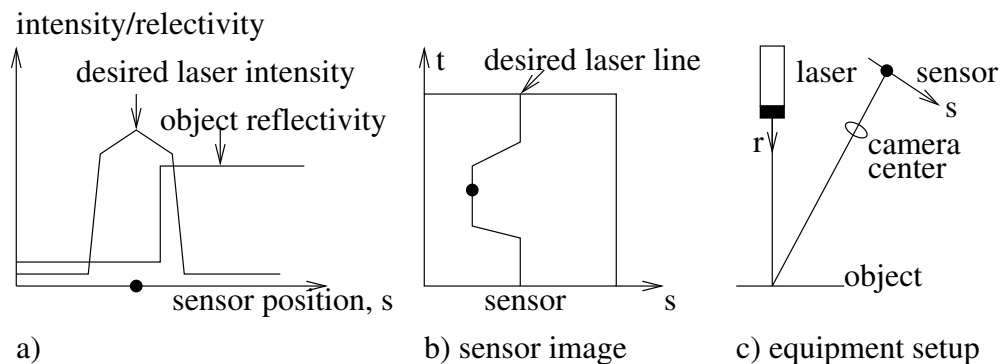 intensity/relectivity
desired laser intensity
object reflectivity
sensor position, s
a)
t
desired laser line
sensor
s
b) sensor image
laser
sensor
s
r
camera
center
object
c) equipment setup